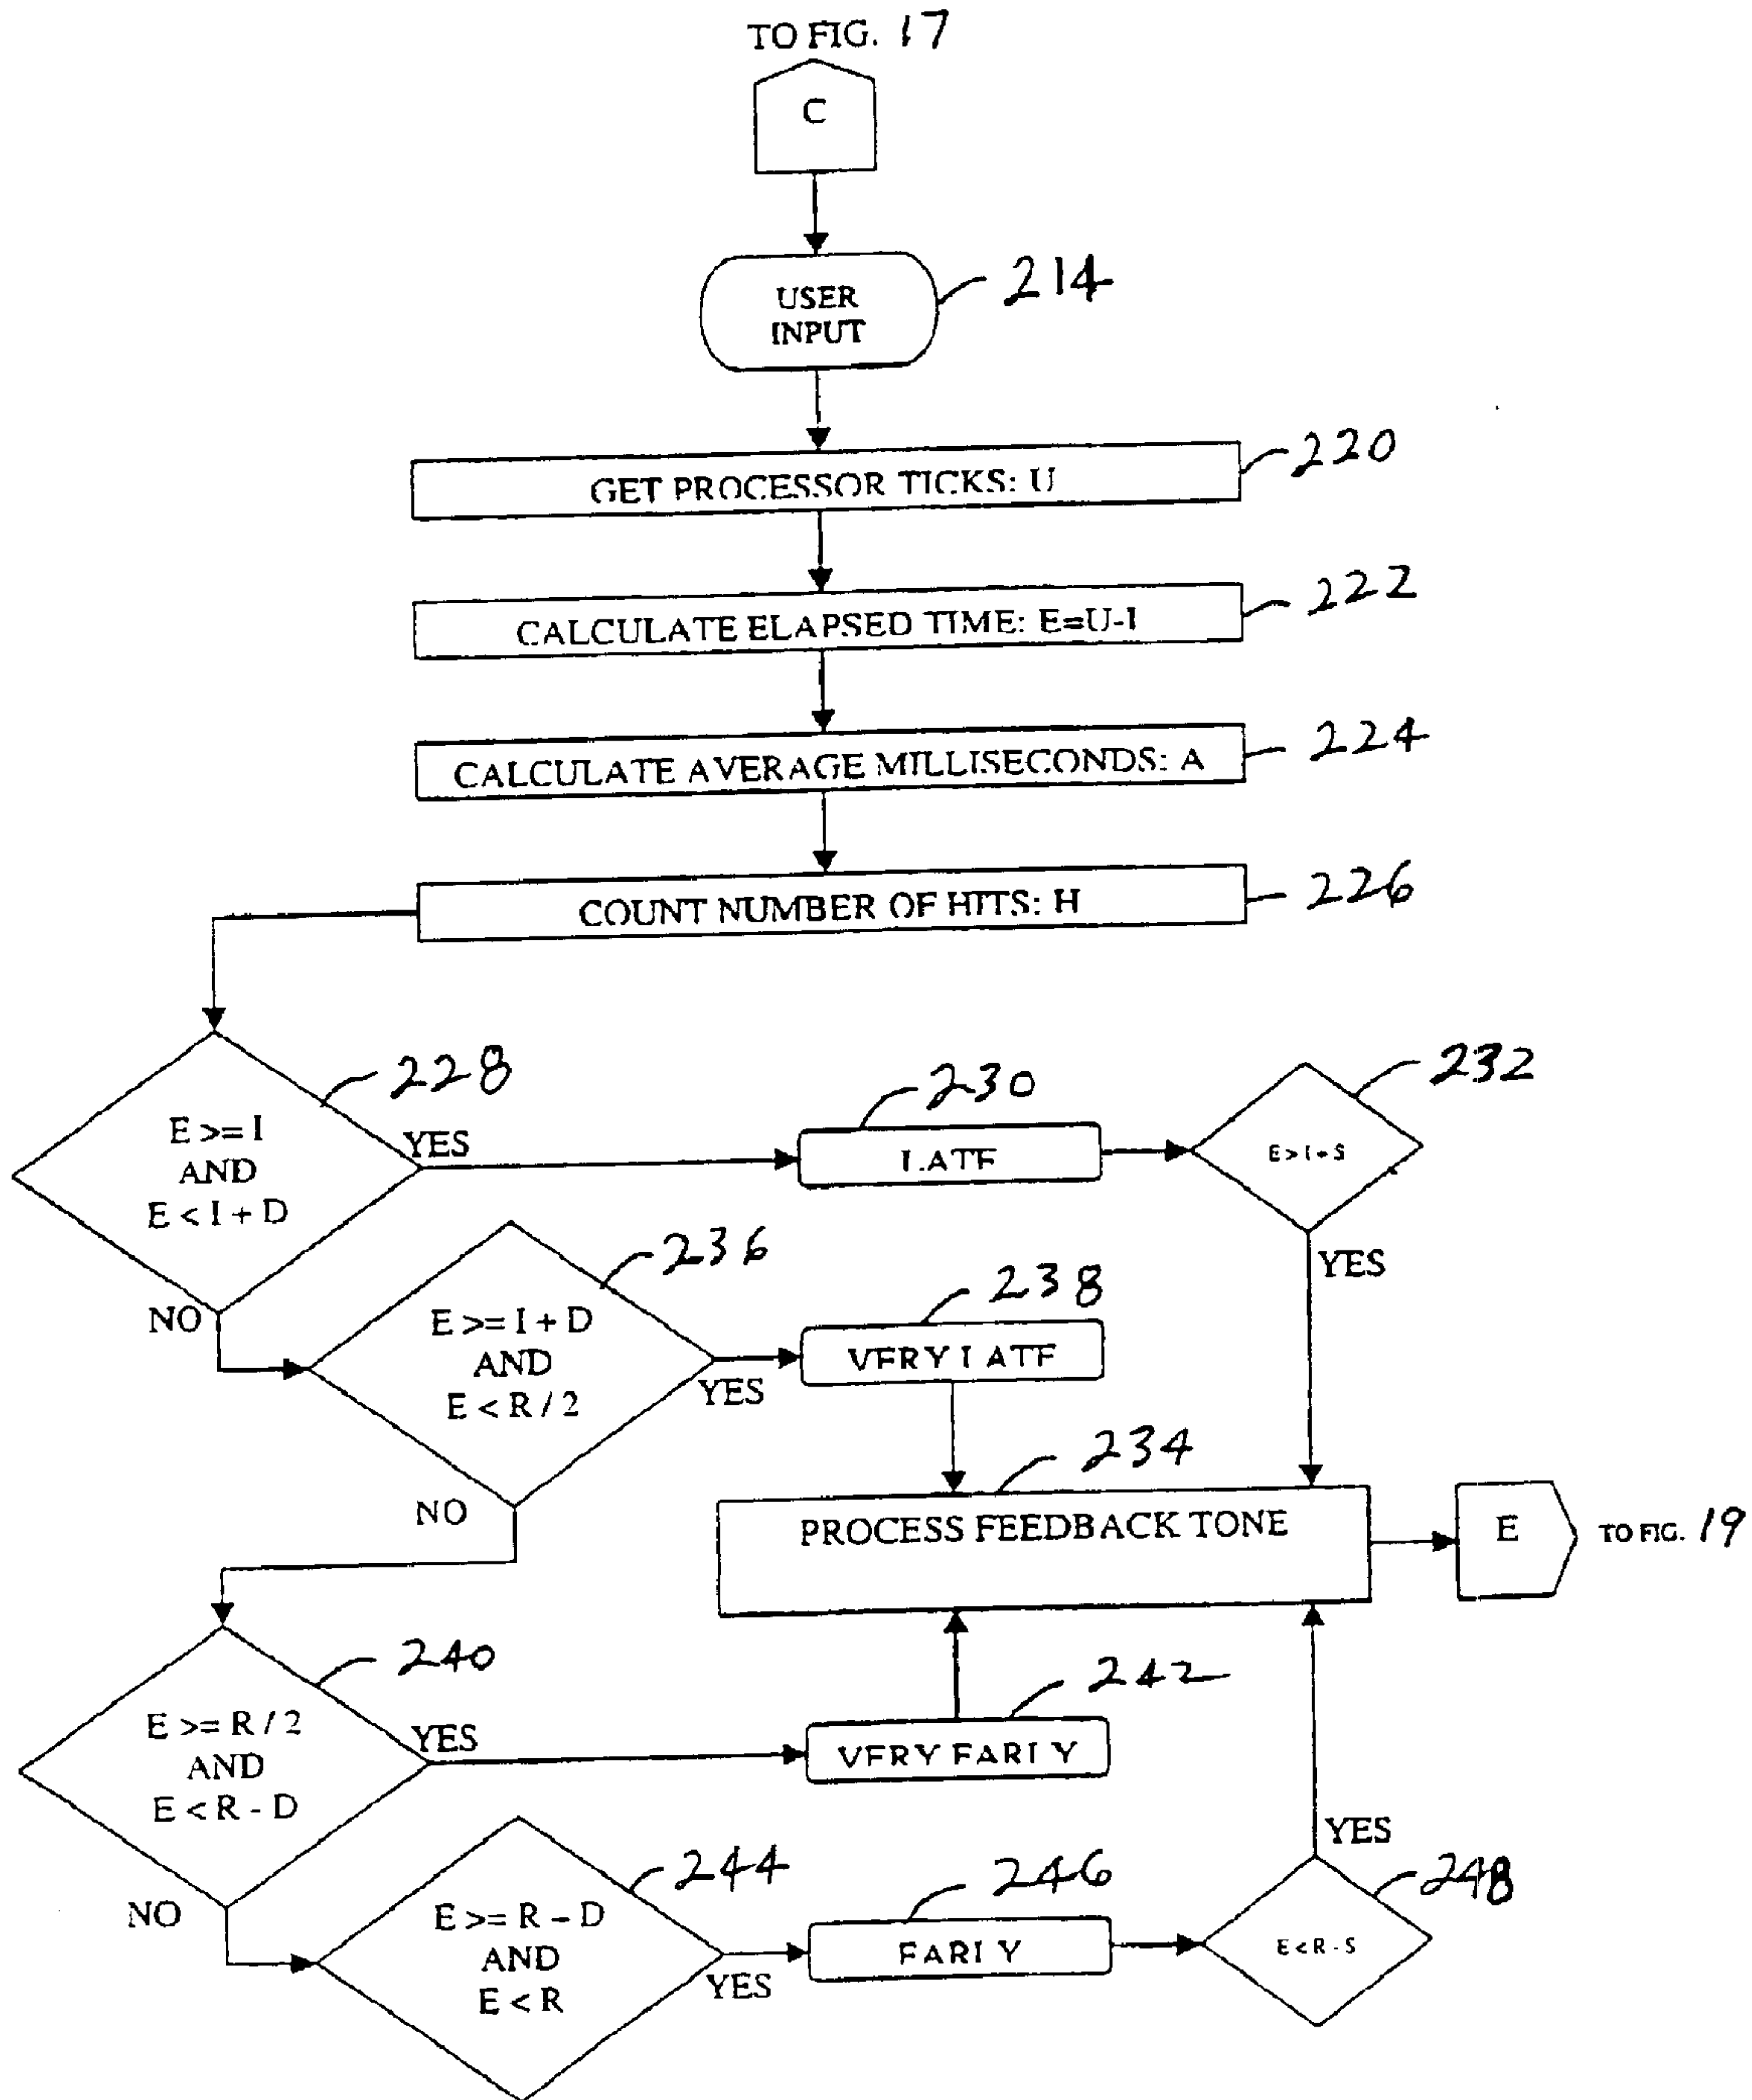 TO FIG. 17
C
USER
INPUT
214
GET PROCESSOR TICKS: U
220
CALCULATE ELAPSED TIME: E=U-I
222
CALCULATE AVERAGE MILLISECONDS: A
224
COUNT NUMBER OF HITS: H
226
228
E >= I
AND
E < I + D
YES
NO
230
LATE
232
E > I + S
YES
236
E >= I + D
AND
E < R / 2
YES
NO
238
VERY LATE
234
PROCESS FEEDBACK TONE
E
TO FIG. 19
240
E >= R / 2
AND
E < R - D
YES
NO
242
VERY EARLY
244
E >= R - D
AND
E < R
YES
246
EARLY
248
E < R - S
YES